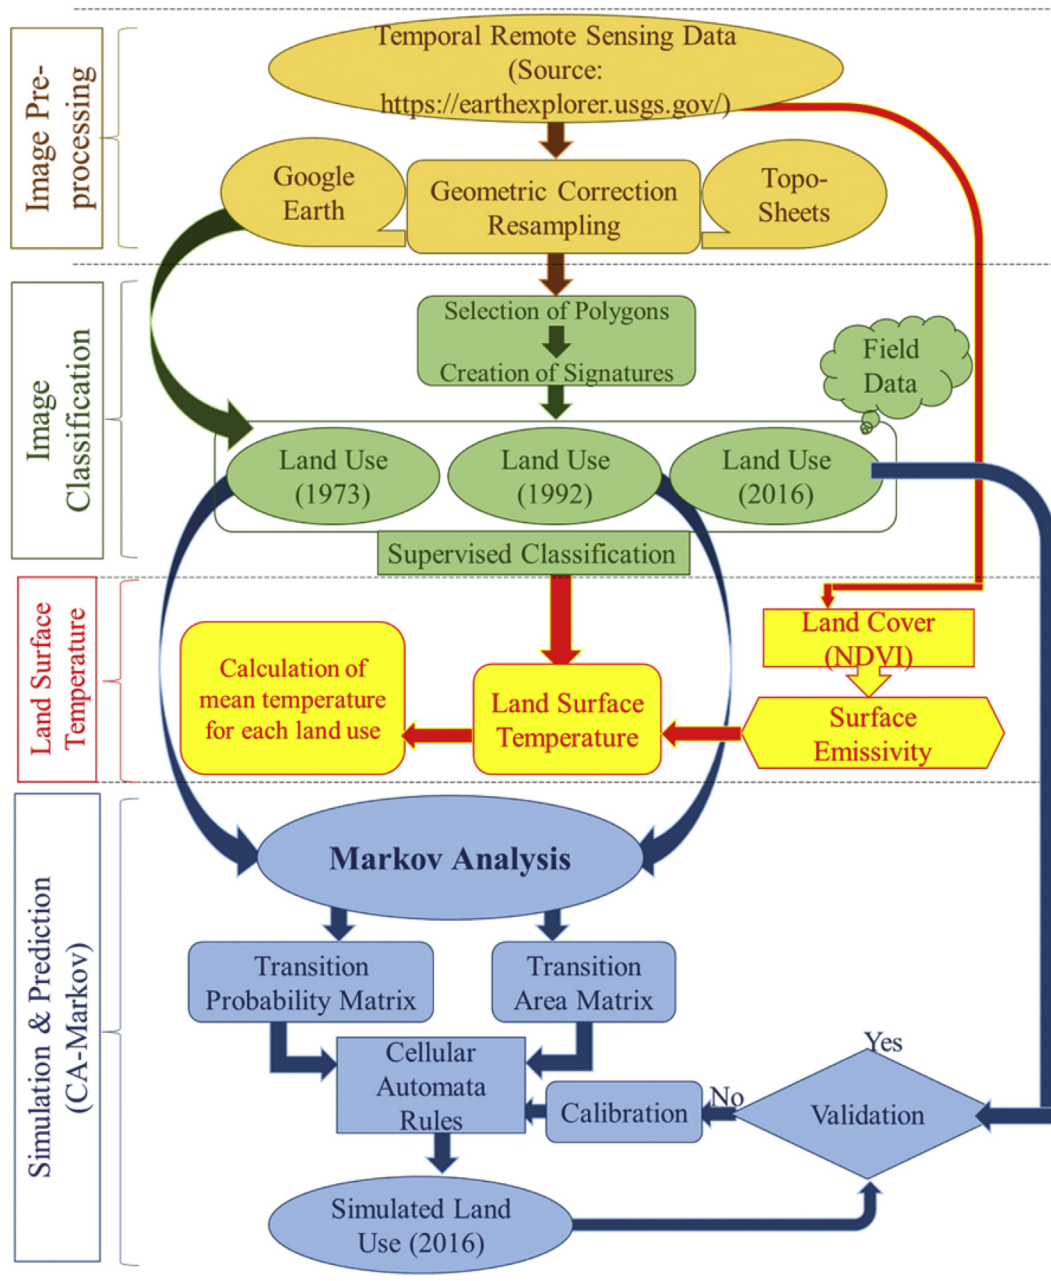 Image Pre-
processing
Temporal Remote Sensing Data
(Source:
https://earthexplorer.usgs.gov/)
Google
Earth
Geometric Correction
Resampling
Topo-
Sheets
Image
Classification
Selection of Polygons
Creation of Signatures
Field
Data
Land Use
(1973)
Land Use
(1992)
Land Use
(2016)
Supervised Classification
Land Surface
Temperature
Calculation of
mean temperature
for each land use
Land Surface
Temperature
Land Cover
(NDVI)
Surface
Emissivity
Simulation & Prediction
(CA-Markov)
Markov Analysis
Transition
Probability Matrix
Transition
Area Matrix
Cellular
Automata
Rules
Calibration
No
Yes
Validation
Simulated Land
Use (2016)